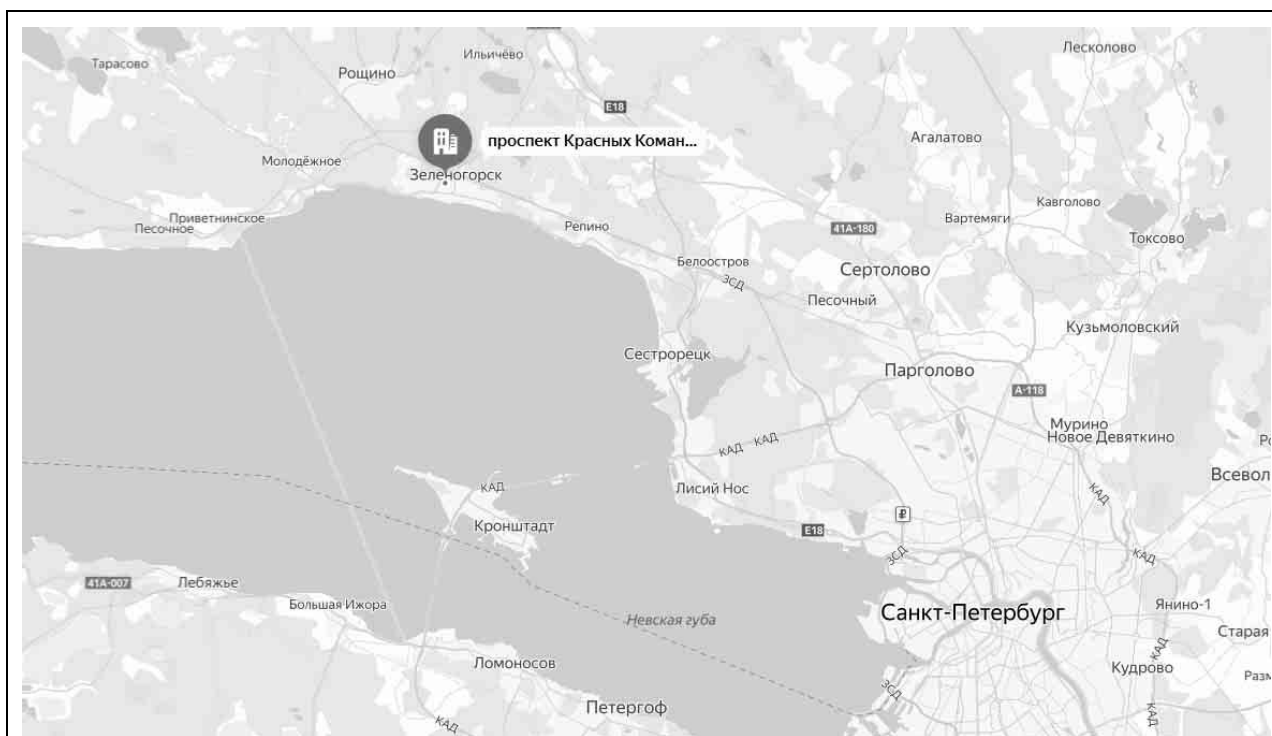 Лесколово
Ильичёво
Тарасово
Рощино
E18
Агалатово
проспект Красных Коман...
Молодёжное
Зеленогорск
Кавголово
Приветнинское
Вартемяги
Песочное
Репино
41А-180
Токсово
Белоостров
Сертолово
ЗСД
Песочный
Кузьмоловский
Сестрорецк
Парголово
А-118
Мурино
Новое Девяткино
КАД
КАД
Ро
Всевол
КАД
Лисий Нос
КАД
Кронштадт
E18
ЗСД
КАД
41А-007
Лебяжье
Большая Ижора
Невская губа
Санкт-Петербург
Янино-1
Старая
КАД
Ломоносов
Кудрово
Разм
ЗСД
Петергоф
КАД
КАД